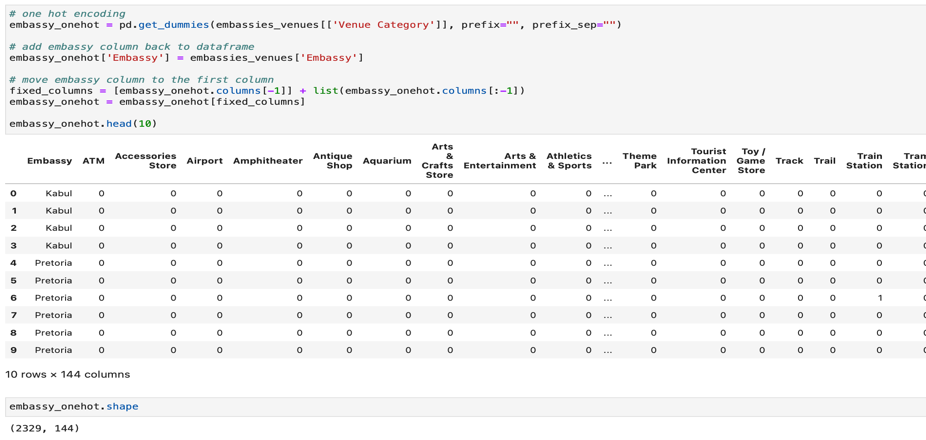 # one hot encoding
embassy_onehot = pd.get_dummies(embassies_venues[['Venue Category']], prefix="", prefix_sep="")
# add embassy column back to dataframe
embassy_onehot['Embassy'] = embassies_venues['Embassy']
# move embassy column to the first column
fixed_columns = [embassy_onehot.columns[-1]] + list(embassy_onehot.columns[:-1])
embassy_onehot = embassy_onehot[fixed_columns]
embassy_onehot.head(10)
Embassy ATM Accessories Store Airport Amphitheater Antique Shop Aquarium Arts & Crafts Store Arts & Entertainment Athletics & Sports ... Theme Park Tourist Information Center Toy / Game Store Track Trail Train Station Tram Station
0 Kabul 0 0 0 0 0 0 0 0 0 ... 0 0 0 0 0 0 0
1 Kabul 0 0 0 0 0 0 0 0 0 ... 0 0 0 0 0 0 0
2 Kabul 0 0 0 0 0 0 0 0 0 ... 0 0 0 0 0 0 0
3 Kabul 0 0 0 0 0 0 0 0 0 ... 0 0 0 0 0 0 0
4 Pretoria 0 0 0 0 0 0 0 0 0 ... 0 0 0 0 0 0 0
5 Pretoria 0 0 0 0 0 0 0 0 0 ... 0 0 0 0 0 0 0
6 Pretoria 0 0 0 0 0 0 0 0 0 ... 0 0 0 0 0 1 0
7 Pretoria 0 0 0 0 0 0 0 0 0 ... 0 0 0 0 0 0 0
8 Pretoria 0 0 0 0 0 0 0 0 0 ... 0 0 0 0 0 0 0
9 Pretoria 0 0 0 0 0 0 0 0 0 ... 0 0 0 0 0 0 0
10 rows × 144 columns
embassy_onehot.shape
(2329, 144)